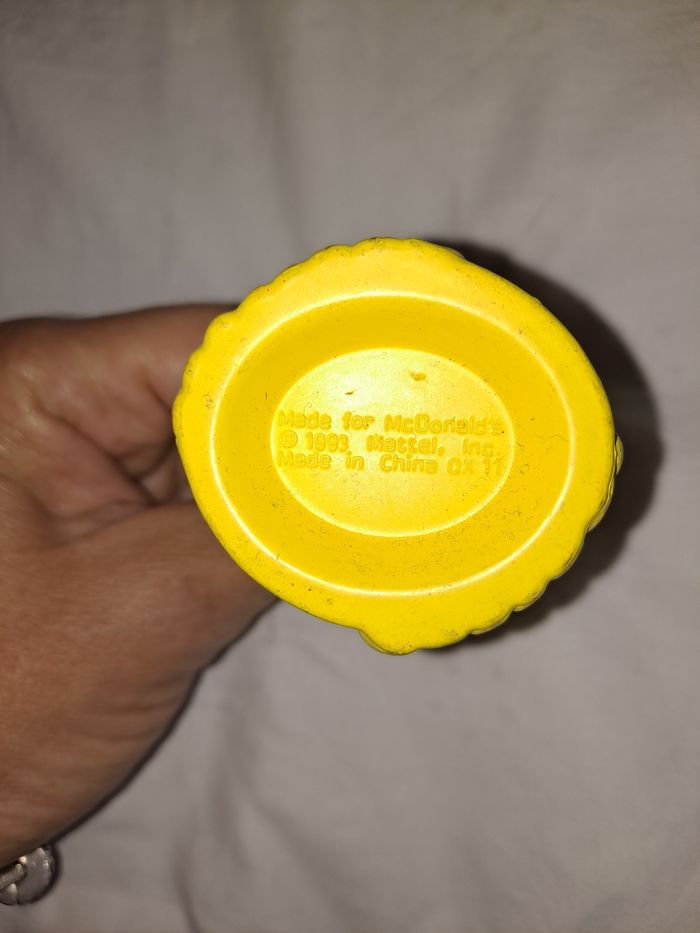 Made for McDonald's
© 1993 Mattel, Inc.
Made in China OX 11